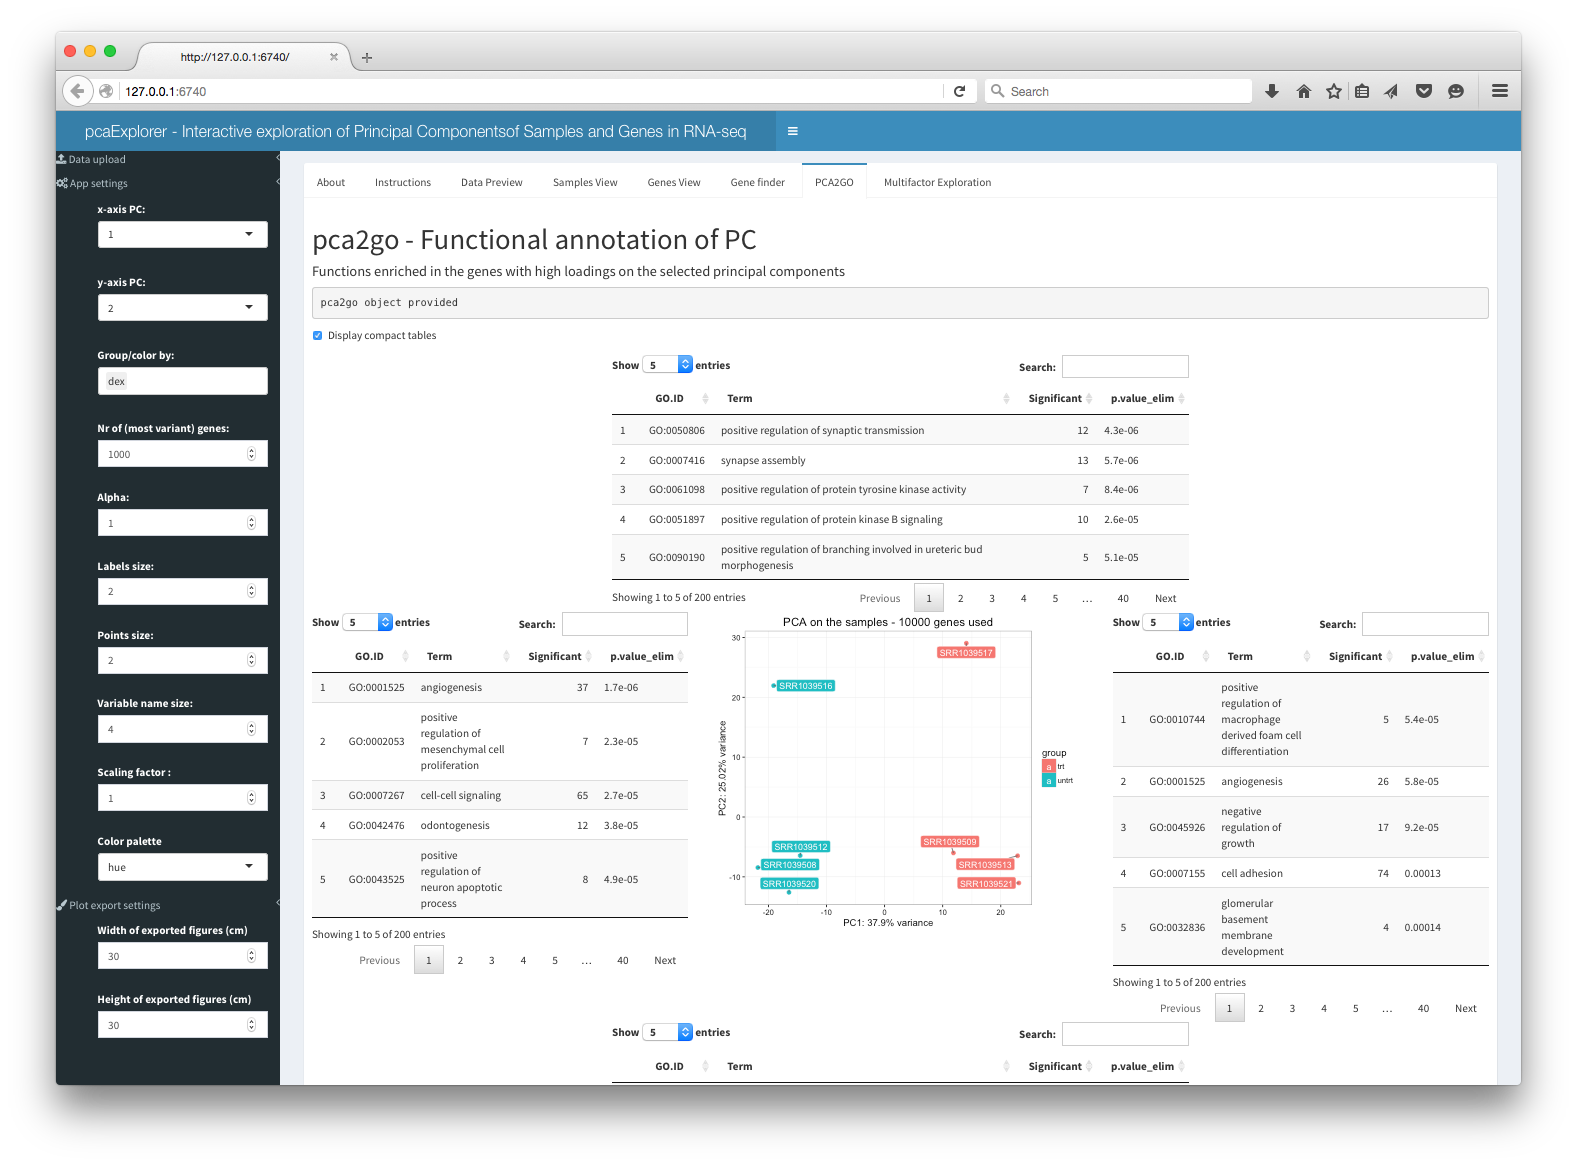 http://127.0.0.1:6740/
127.0.0.1:6740
Search
pcaExplorer - Interactive exploration of Principal Componentsof Samples and Genes in RNA-seq
Data upload
App settings
x-axis PC:
1
y-axis PC:
2
Group/color by:
dex
Nr of (most variant) genes:
1000
Alpha:
1
Labels size:
2
Points size:
2
Variable name size:
4
Scaling factor :
1
Color palette
hue
Plot export settings
Width of exported figures (cm)
30
Height of exported figures (cm)
30
About Instructions Data Preview Samples View Genes View Gene finder PCA2GO Multifactor Exploration
pca2go - Functional annotation of PC
Functions enriched in the genes with high loadings on the selected principal components
pca2go object provided
Display compact tables
Show 5 entries Search:
GO.ID Term Significant p.value_elim
1 GO:0050806 positive regulation of synaptic transmission 12 4.3e-06
2 GO:0007416 synapse assembly 13 5.7e-06
3 GO:0061098 positive regulation of protein tyrosine kinase activity 7 8.4e-06
4 GO:0051897 positive regulation of protein kinase B signaling 10 2.6e-05
positive regulation of branching involved in ureteric bud
5 GO:0090190 5 5.1e-05
morphogenesis
Showing 1 to 5 of 200 entries Previous 1 2 3 4 5 … 40 Next
Show 5 entries Search:
GO.ID Term Significant p.value_elim
1 GO:0001525 angiogenesis 37 1.7e-06
positive
regulation of
2 GO:0002053 mesenchymal cell 7 2.3e-05
proliferation
3 GO:0007267 cell-cell signaling 65 2.7e-05
4 GO:0042476 odontogenesis 12 3.8e-05
positive
regulation of
5 GO:0043525 neuron apoptotic 8 4.9e-05
process
Showing 1 to 5 of 200 entries
Previous 1 2 3 4 5 … 40 Next
PCA on the samples - 10000 genes used
30
20
10
0
-10
PC2: 25.02% variance
SRR1039517
SRR1039516
SRR1039512
SRR1039508
SRR1039520
SRR1039509
SRR1039513
SRR1039521
-20 -10 0 10 20
PC1: 37.9% variance
group
a trt
a untrt
Show 5 entries Search:
GO.ID Term Significant p.value_elim
positive
regulation of
1 GO:0010744 macrophage 5 5.4e-05
derived foam cell
differentiation
2 GO:0001525 angiogenesis 26 5.8e-05
negative
3 GO:0045926 regulation of 17 9.2e-05
growth
4 GO:0007155 cell adhesion 74 0.00013
glomerular
basement
5 GO:0032836 membrane 4 0.00014
development
Showing 1 to 5 of 200 entries
Previous 1 2 3 4 5 … 40 Next
Show 5 entries Search:
GO.ID Term Significant p.value_elim